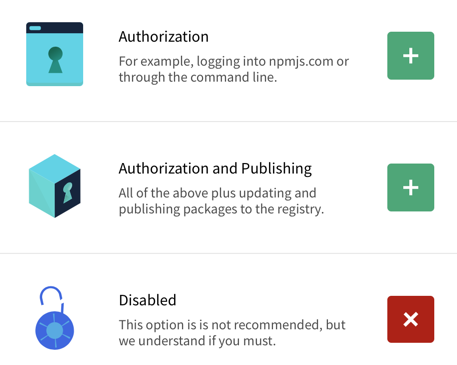 Authorization
For example, logging into npmjs.com or
through the command line.
Authorization and Publishing
All of the above plus updating and
publishing packages to the registry.
Disabled
This option is is not recommended, but
we understand if you must.